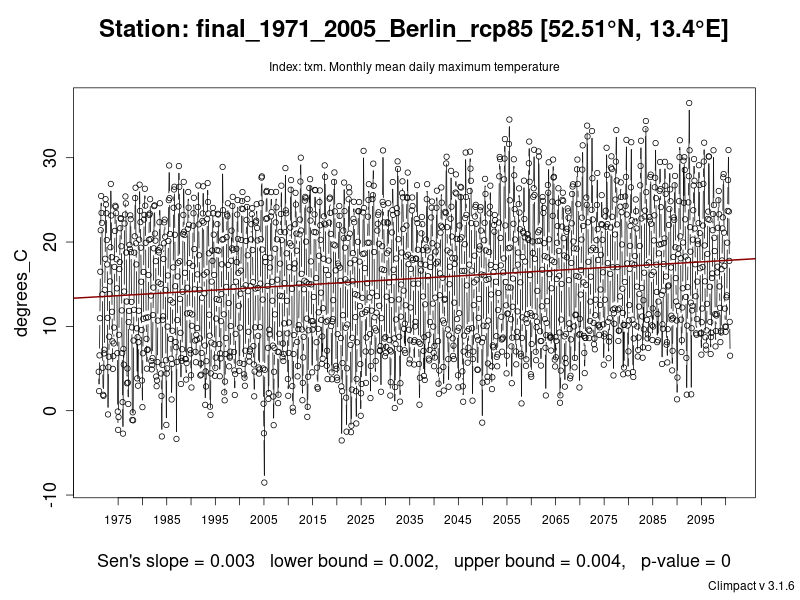 Station: final_1971_2005_Berlin_rcp85 [52.51°N, 13.4°E]
Index: txm. Monthly mean daily maximum temperature
degrees_C
30
20
10
0
-10
1975 1985 1995 2005 2015 2025 2035 2045 2055 2065 2075 2085 2095
Sen's slope = 0.003 lower bound = 0.002, upper bound = 0.004, p-value = 0
Climpact v 3.1.6